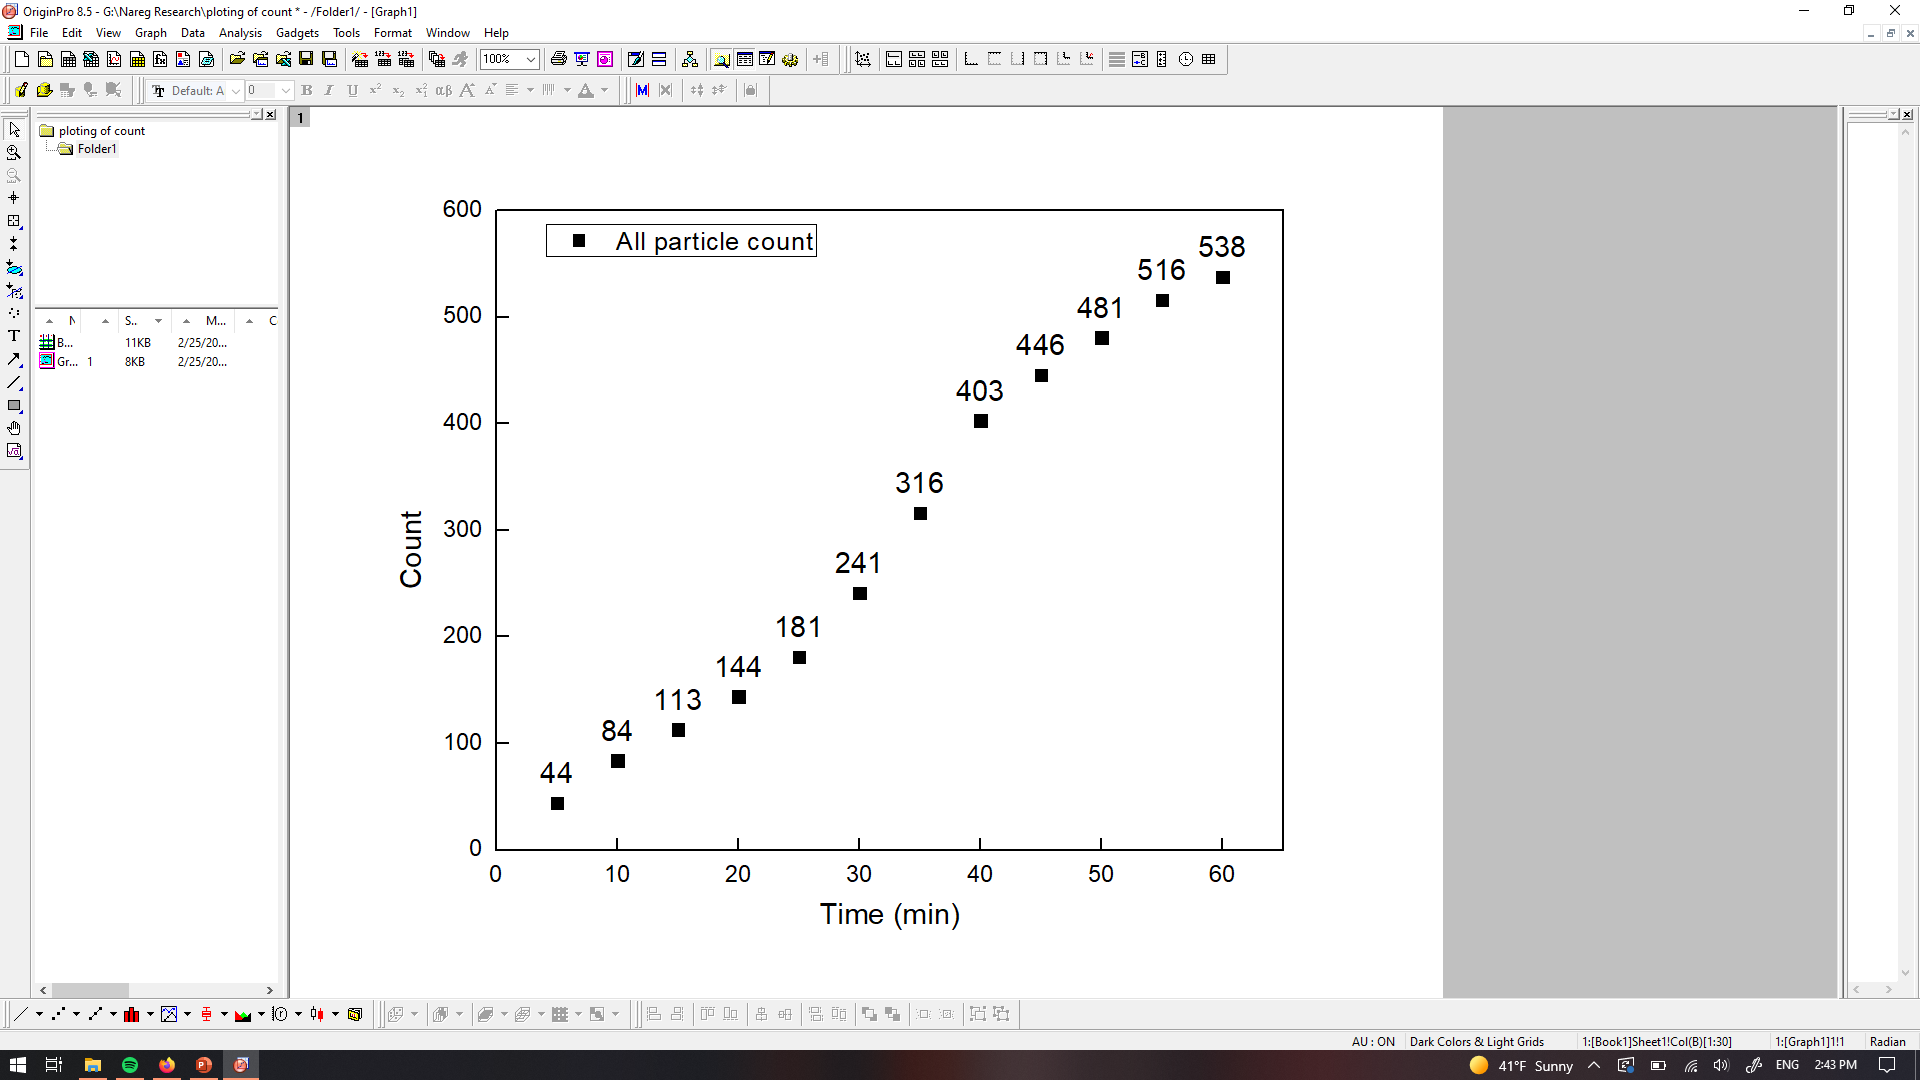 OriginPro 8.5 - G:\Nareg Research\ploting of count * - /Folder1/ - [Graph1]
File Edit View Graph Data Analysis Gadgets Tools Format Window Help
100%
Default: A 0 B I U x² x₂ αβ A A A
ploting of count
Folder1
1
N S.. M... C
B... 11KB 2/25/20...
Gr... 1 8KB 2/25/20...
T
All particle count
600
500
400
300
200
100
0
Count
44
84
113
144
181
241
316
403
446
481
516
538
0 10 20 30 40 50 60
Time (min)
AU : ON Dark Colors & Light Grids 1:[Book1]Sheet1!Col(B)[1:30] 1:[Graph1]1!1 Radian
41°F Sunny ENG 2:43 PM